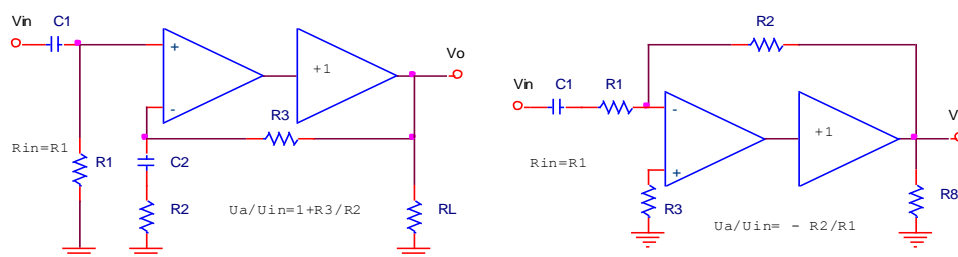 Vin
C1
+
-
+1
Vo
R3
Rin=R1
R1
C2
R2
Ua/Uin=1+R3/R2
RL
R2
Vin
C1
R1
-
+1
V
Rin=R1
+
R3
R8
Ua/Uin= - R2/R1